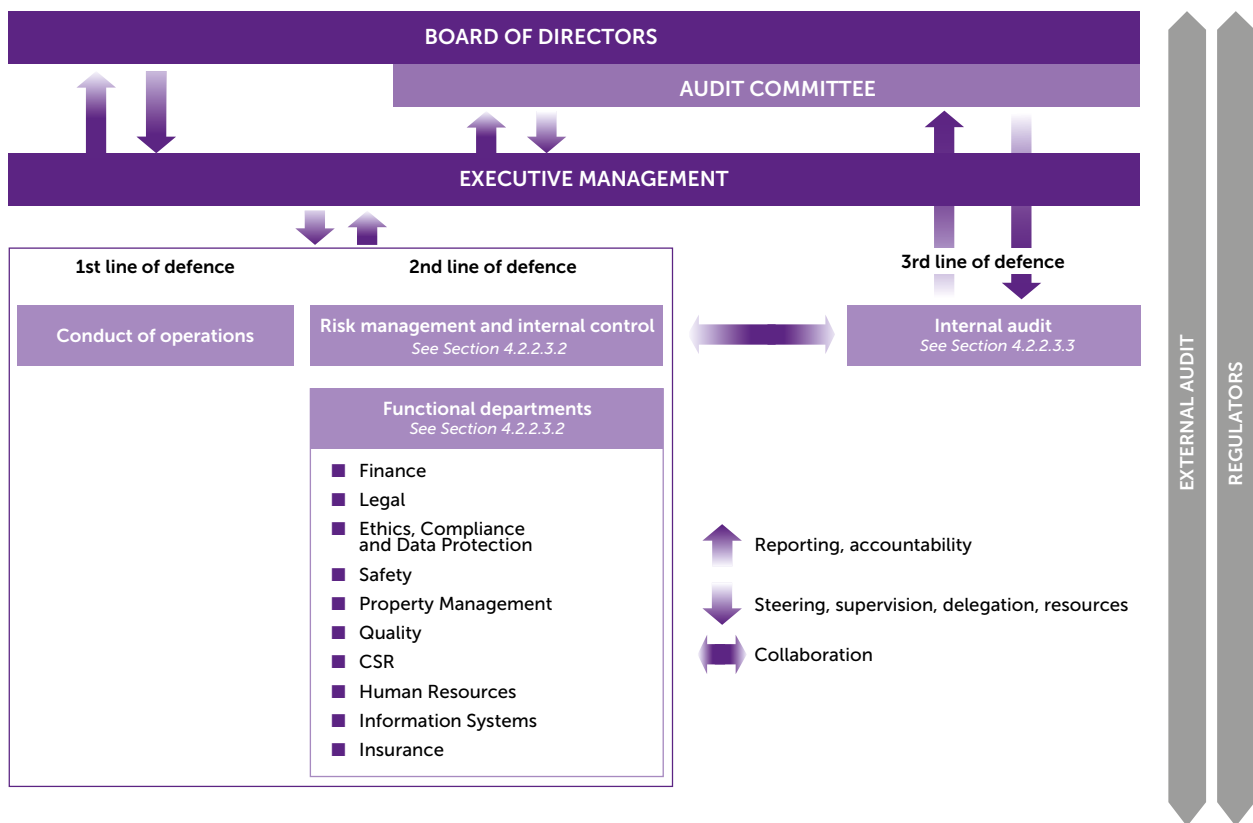 BOARD OF DIRECTORS
AUDIT COMMITTEE
EXECUTIVE MANAGEMENT
1st line of defence
2nd line of defence
3rd line of defence
Conduct of operations
Risk management and internal control
See Section 4.2.2.3.2
Internal audit
See Section 4.2.2.3.3
Functional departments
See Section 4.2.2.3.2
Finance
Legal
Ethics, Compliance
and Data Protection
Safety
Property Management
Quality
CSR
Human Resources
Information Systems
Insurance
Reporting, accountability
Steering, supervision, delegation, resources
Collaboration
EXTERNAL AUDIT
REGULATORS